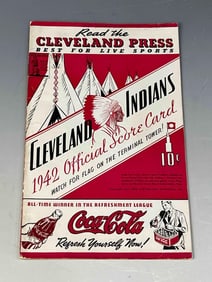 Read the
CLEVELAND PRESS
BEST FOR LIVE SPORTS
CLEVELAND INDIANS
1942 Official Score Card
WATCH FOR FLAG ON THE TERMINAL TOWER!
10¢
ALL-TIME WINNER IN THE REFRESHMENT LEAGUE
Coca-Cola
Refresh Yourself Now!